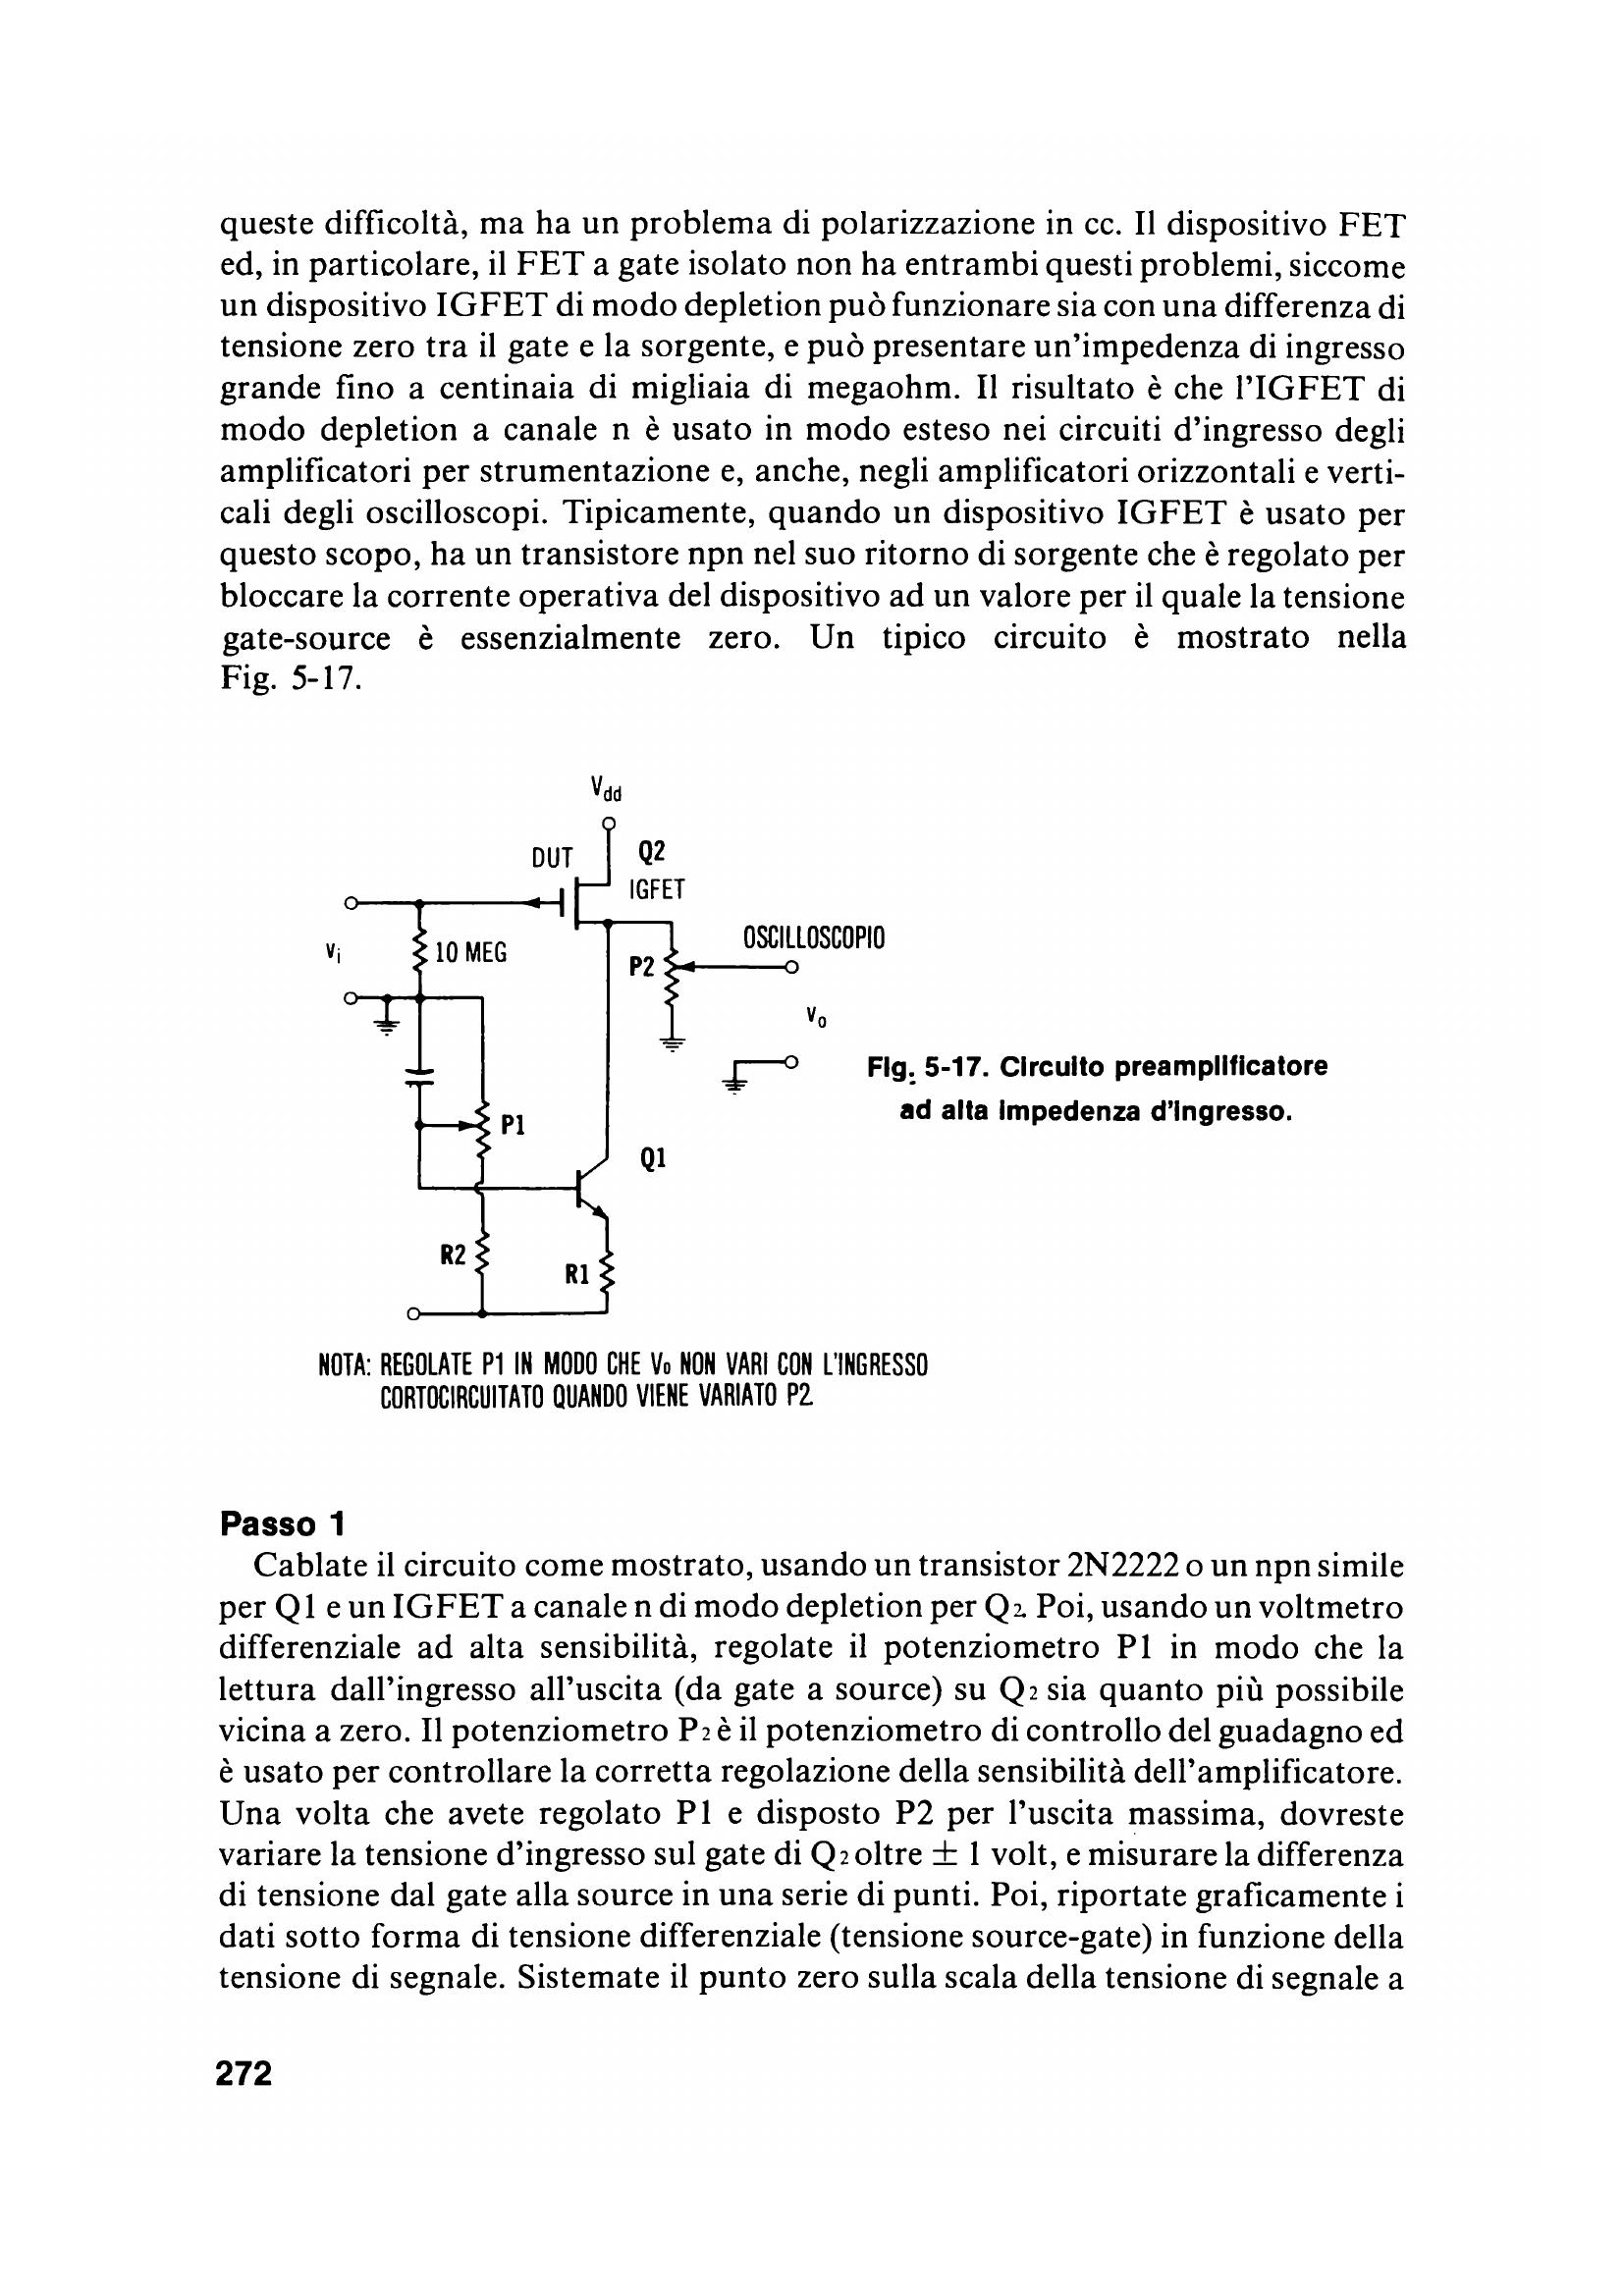 queste difficoltà, ma ha un problema di polarizzazione in cc. Il dispositivo FET
ed, in particolare, il FET a gate isolato non ha entrambi questi problemi, siccome
un dispositivo IGFET di modo depletion può funzionare sia con una differenza di
tensione zero tra il gate e la sorgente, e può presentare un'impedenza di ingresso
grande fino a centinaia di migliaia di megaohm. Il risultato è che l'IGFET di
modo depletion a canale n è usato in modo esteso nei circuiti d'ingresso degli
amplificatori per strumentazione e, anche, negli amplificatori orizzontali e verti-
cali degli oscilloscopi. Tipicamente, quando un dispositivo IGFET è usato per
questo scopo, ha un transistore npn nel suo ritorno di sorgente che è regolato per
bloccare la corrente operativa del dispositivo ad un valore per il quale la tensione
gate-source è essenzialmente zero. Un tipico circuito è mostrato nella
Fig. 5-17.
Vdd
DUT
Q2
IGFET
OSCILLOSCOPIO
Vi
10 MEG
P2
Vo
P1
Q1
R2
R1
Fig. 5-17. Circuito preamplificatore
ad alta impedenza d'ingresso.
NOTA: REGOLATE P1 IN MODO CHE Vo NON VARI CON L'INGRESSO
CORTOCIRCUITATO QUANDO VIENE VARIATO P2
Passo 1
Cablate il circuito come mostrato, usando un transistor 2N2222 o un npn simile
per Q1 e un IGFET a canale n di modo depletion per Q2. Poi, usando un voltmetro
differenziale ad alta sensibilità, regolate il potenziometro P1 in modo che la
lettura dall'ingresso all'uscita (da gate a source) su Q2 sia quanto più possibile
vicina a zero. Il potenziometro P2 è il potenziometro di controllo del guadagno ed
è usato per controllare la corretta regolazione della sensibilità dell'amplificatore.
Una volta che avete regolato P1 e disposto P2 per l'uscita massima, dovreste
variare la tensione d'ingresso sul gate di Q2 oltre ± 1 volt, e misurare la differenza
di tensione dal gate alla source in una serie di punti. Poi, riportate graficamente i
dati sotto forma di tensione differenziale (tensione source-gate) in funzione della
tensione di segnale. Sistemate il punto zero sulla scala della tensione di segnale a
272